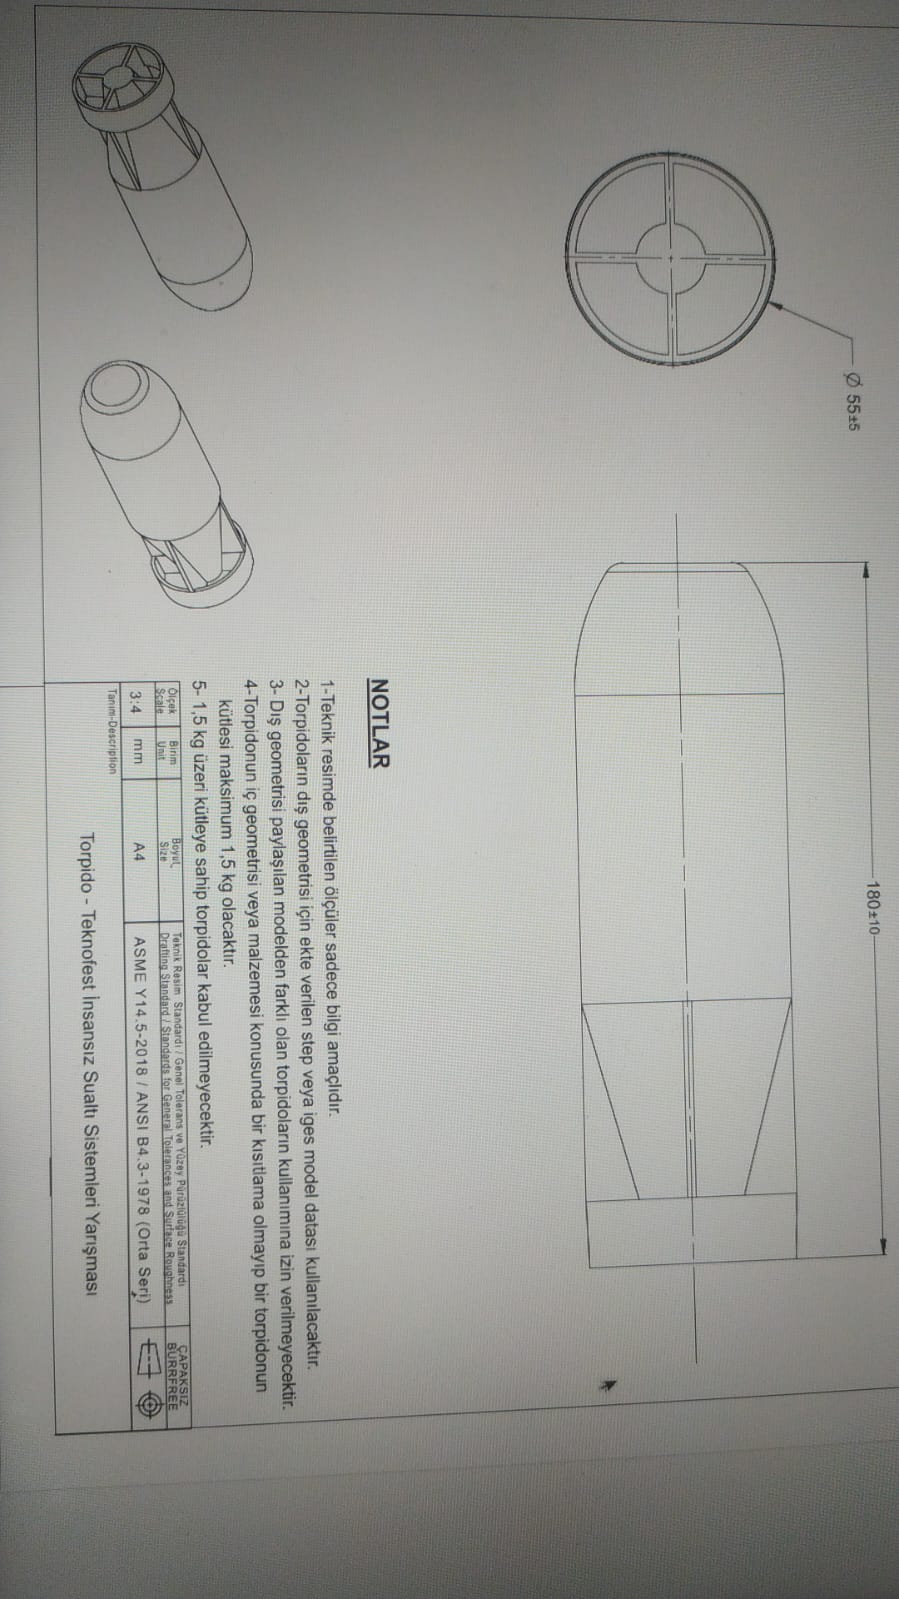 Ø 55±5
180±10
NOTLAR
1-Teknik resimde belirtilen ölçüler sadece bilgi amaçlıdır.
2-Torpidoların dış geometrisi için ekte verilen step veya iges model datası kullanılacaktır.
3- Dış geometrisi paylaşılan modelden farklı olan torpidoların kullanımına izin verilmeyecektir.
4-Torpidonun iç geometrisi veya malzemesi konusunda bir kısıtlama olmayıp bir torpidonun
kütlesi maksimum 1,5 kg olacaktır.
5- 1,5 kg üzeri kütleye sahip torpidolar kabul edilmeyecektir.
Ölçek
Scale
3:4
Birim
Unit
mm
Boyut
Size
A4
Teknik Resim Standardı / Genel Tolerans ve Yüzey Pürüzlülüğü Standardı
Drafting Standard / Standards for General Tolerances and Surface Roughness
ASME Y14.5-2018 / ANSI B4.3-1978 (Orta Seri)
ÇAPAKSIZ
BURRFREE
Tanım-Description
Torpido - Teknofest İnsansız Sualtı Sistemleri Yarışması